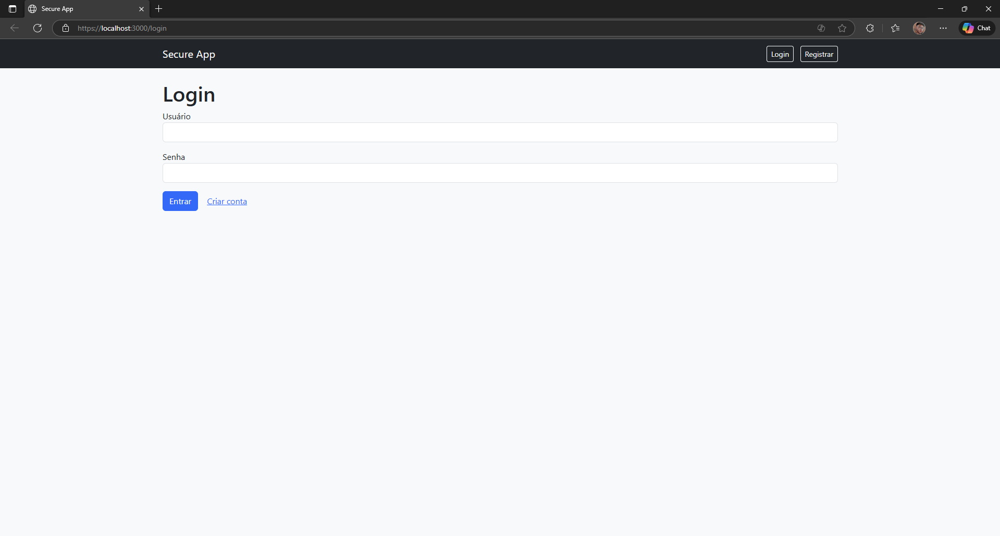 Secure App
https://localhost:3000/login
Chat
Secure App
Login
Registrar
Login
Usuário
Senha
Entrar
Criar conta